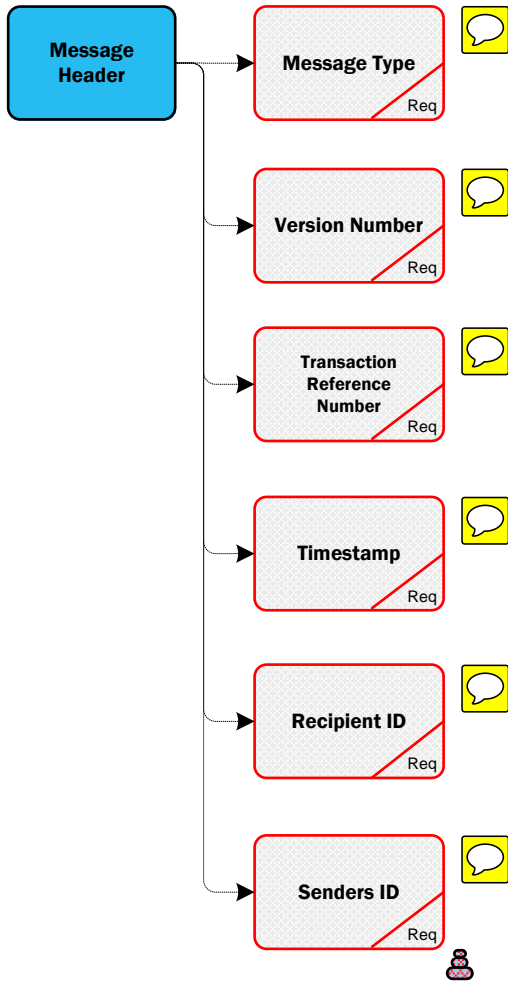 Message
Header
Message Type
Req
Version Number
Req
Transaction
Reference
Number
Req
Timestamp
Req
Recipient ID
Req
Senders ID
Req